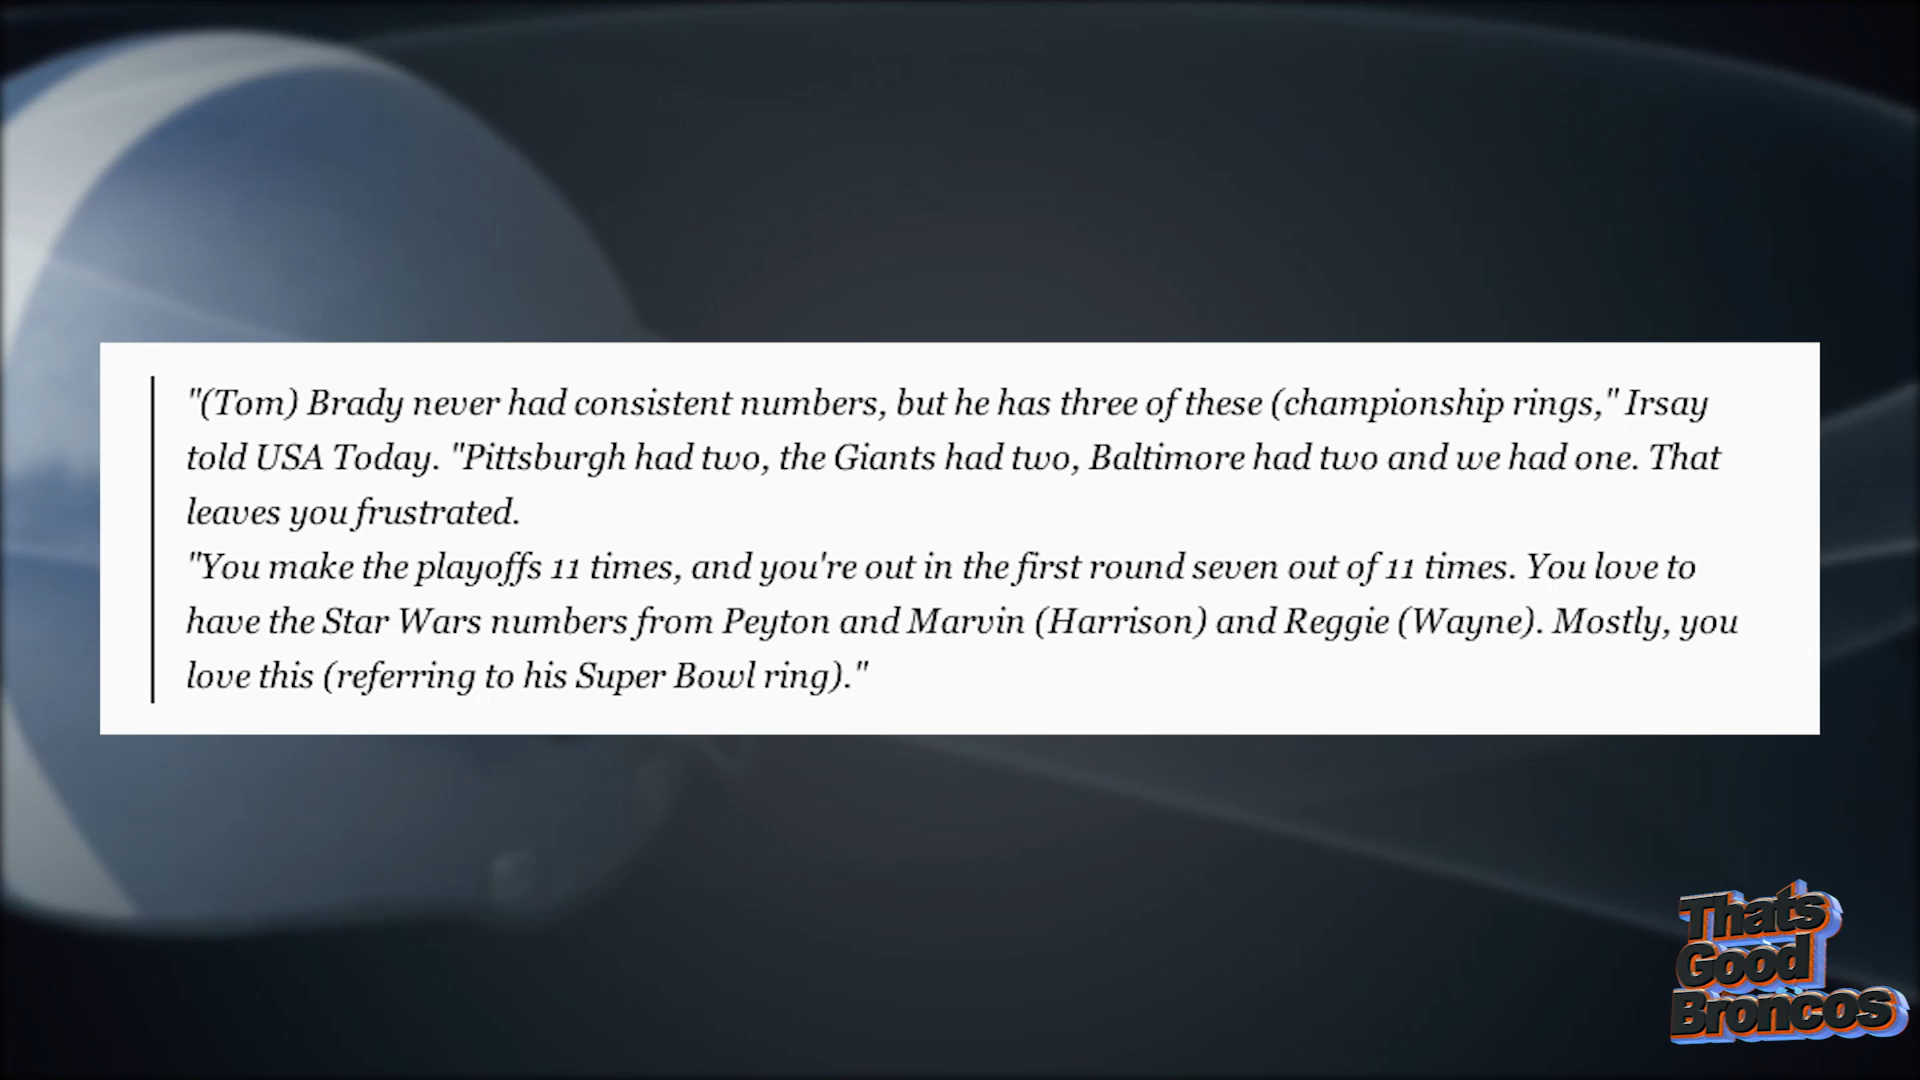 "(Tom) Brady never had consistent numbers, but he has three of these (championship rings," Irsay
told USA Today. "Pittsburgh had two, the Giants had two, Baltimore had two and we had one. That
leaves you frustrated.
"You make the playoffs 11 times, and you're out in the first round seven out of 11 times. You love to
have the Star Wars numbers from Peyton and Marvin (Harrison) and Reggie (Wayne). Mostly, you
love this (referring to his Super Bowl ring)."
Thats
Good
Broncos